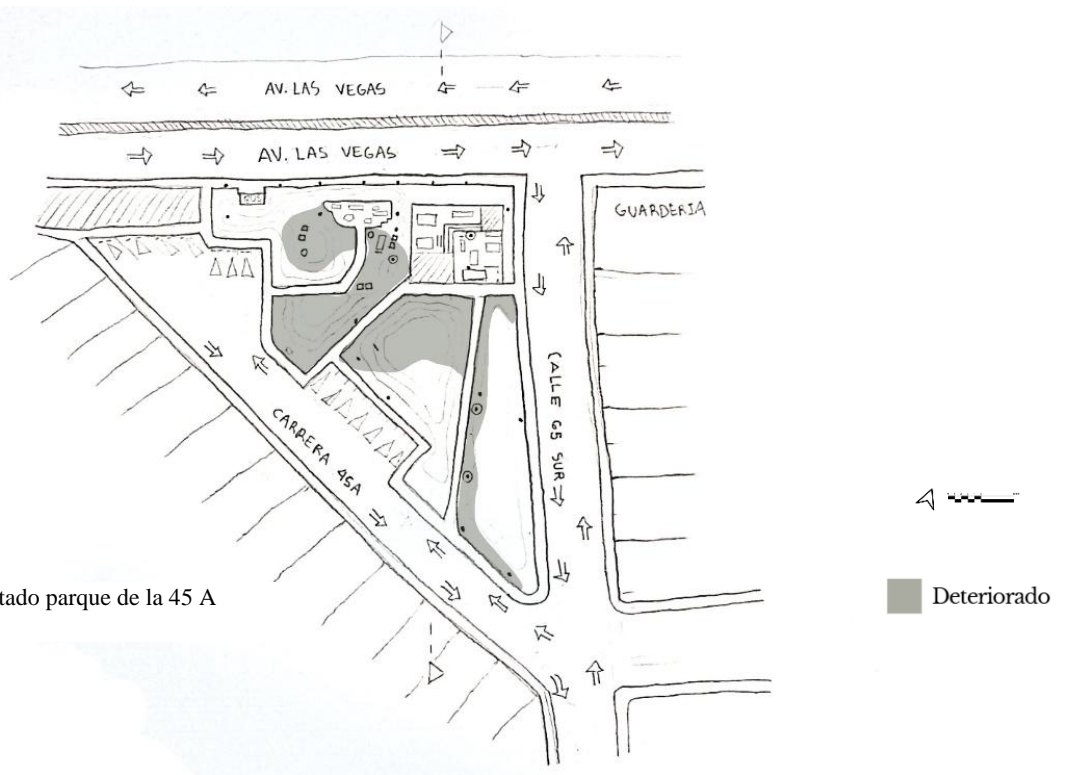 AV. LAS VEGAS
AV. LAS VEGAS
GUARDERIA
CALLE 65 SUR
CARRERA 45A
tado parque de la 45 A
Deteriorado